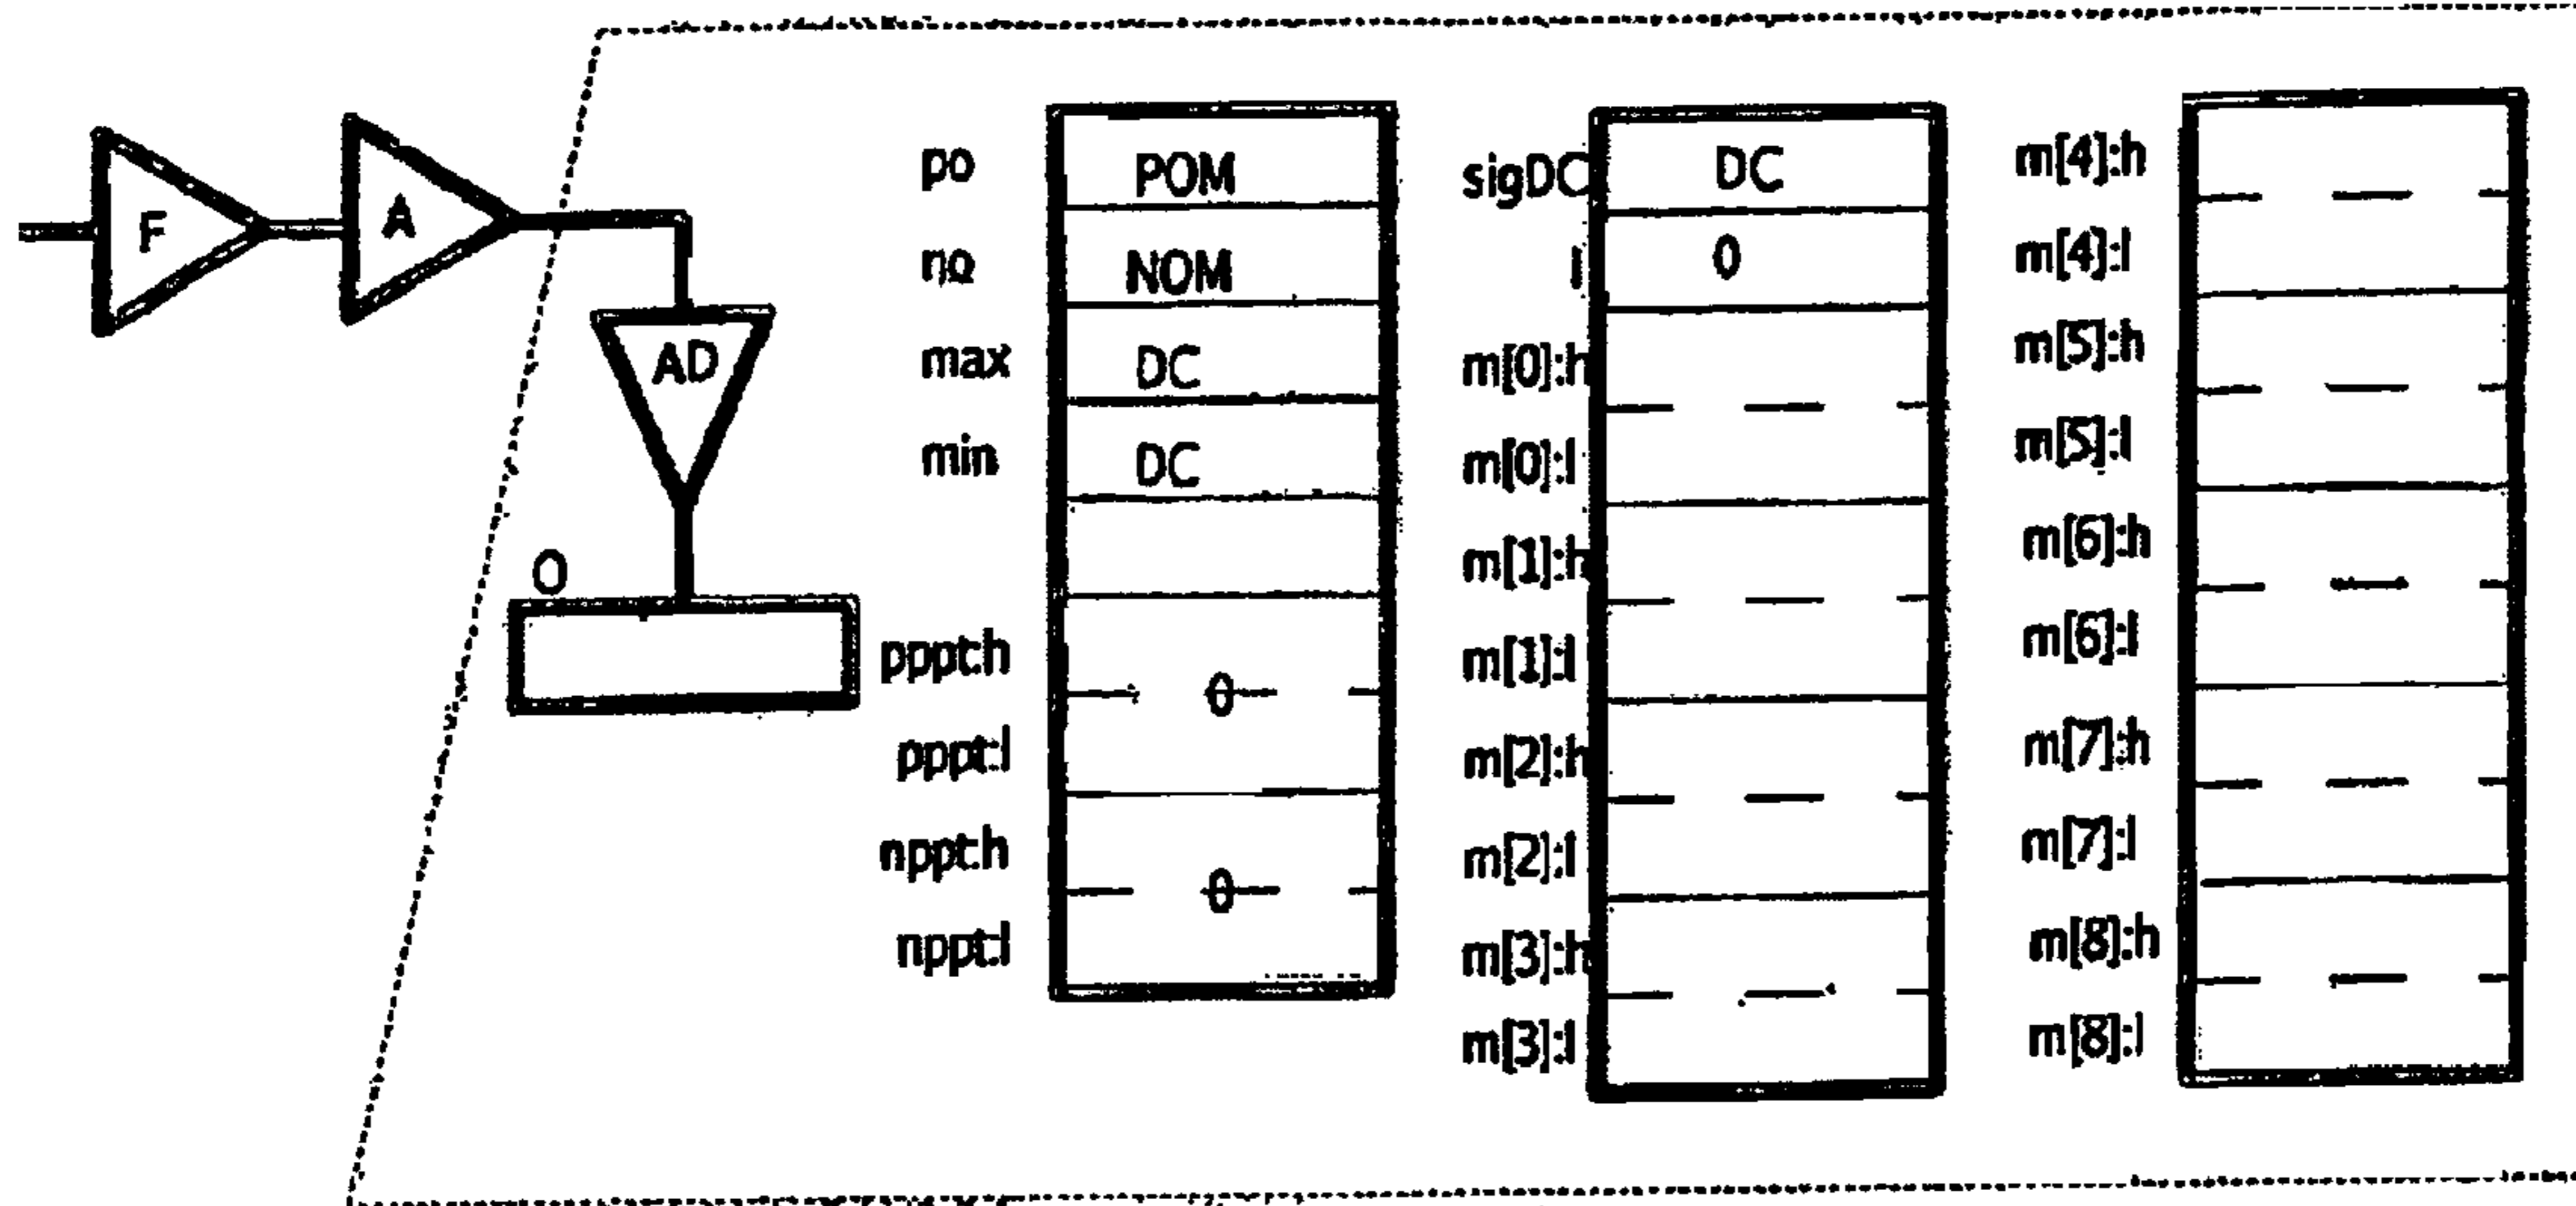 F
A
AD
O
po POM
no NOM
max DC
min DC
pppt:h
0
pppt:l
nppt:h
0
nppt:l
sigDC DC
0
m[0]:h
m[0]:l
m[1]:h
m[1]:l
m[2]:h
m[2]:l
m[3]:h
m[3]:l
m[4]:h
m[4]:l
m[5]:h
m[5]:l
m[6]:h
m[6]:l
m[7]:h
m[7]:l
m[8]:h
m[8]:l